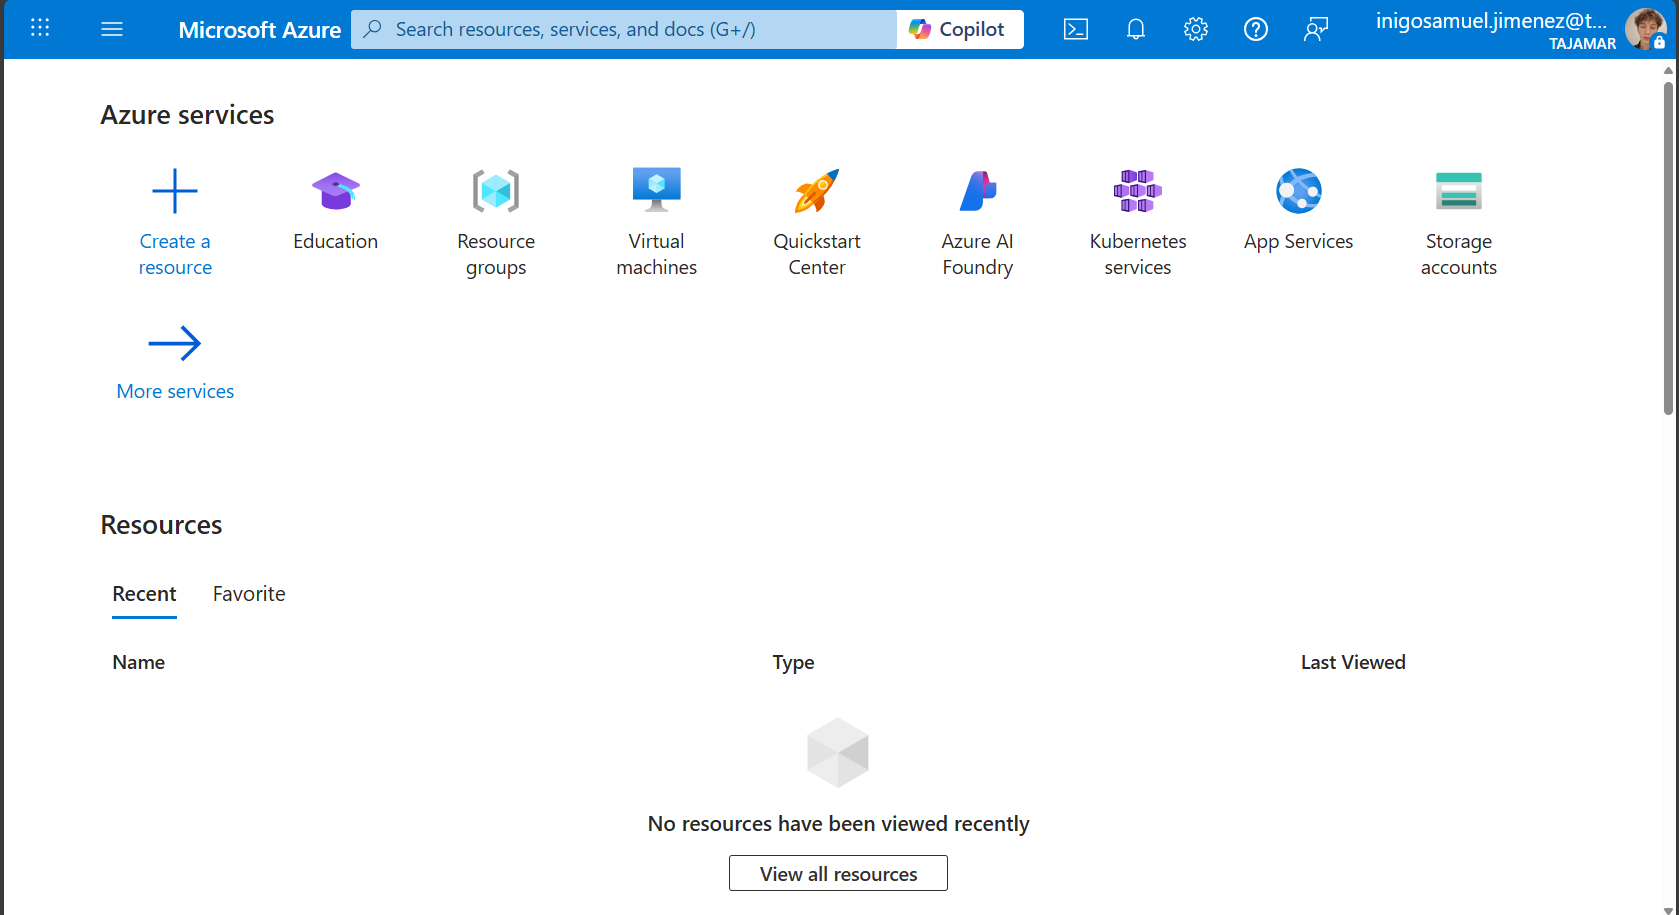 Microsoft Azure
Search resources, services, and docs (G+/)
Copilot
inigosamuel.jimenez@t...
TAJAMAR
Azure services
Create a
resource
Education
Resource
groups
Virtual
machines
Quickstart
Center
Azure AI
Foundry
Kubernetes
services
App Services
Storage
accounts
More services
Resources
Recent
Favorite
Name
Type
Last Viewed
No resources have been viewed recently
View all resources